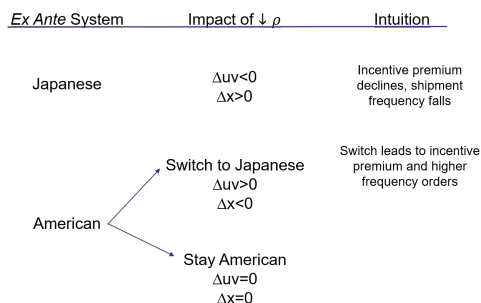 Ex Ante System Impact of ↓ ρ Intuition
Japanese
Δuv<0
Δx>0
Incentive premium
declines, shipment
frequency falls
American
Switch to Japanese
Δuv>0
Δx<0
Switch leads to incentive
premium and higher
frequency orders
Stay American
Δuv=0
Δx=0